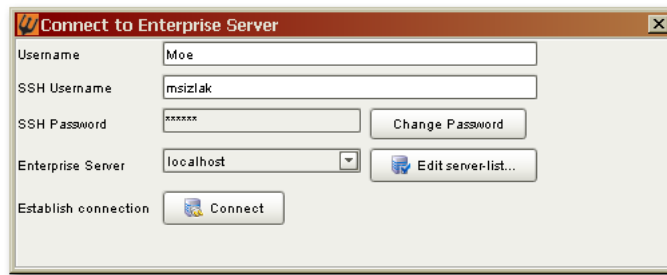 Connect to Enterprise Server
Username Moe
SSH Username msizlak
SSH Password ****** Change Password
Enterprise Server localhost Edit server-list...
Establish connection Connect